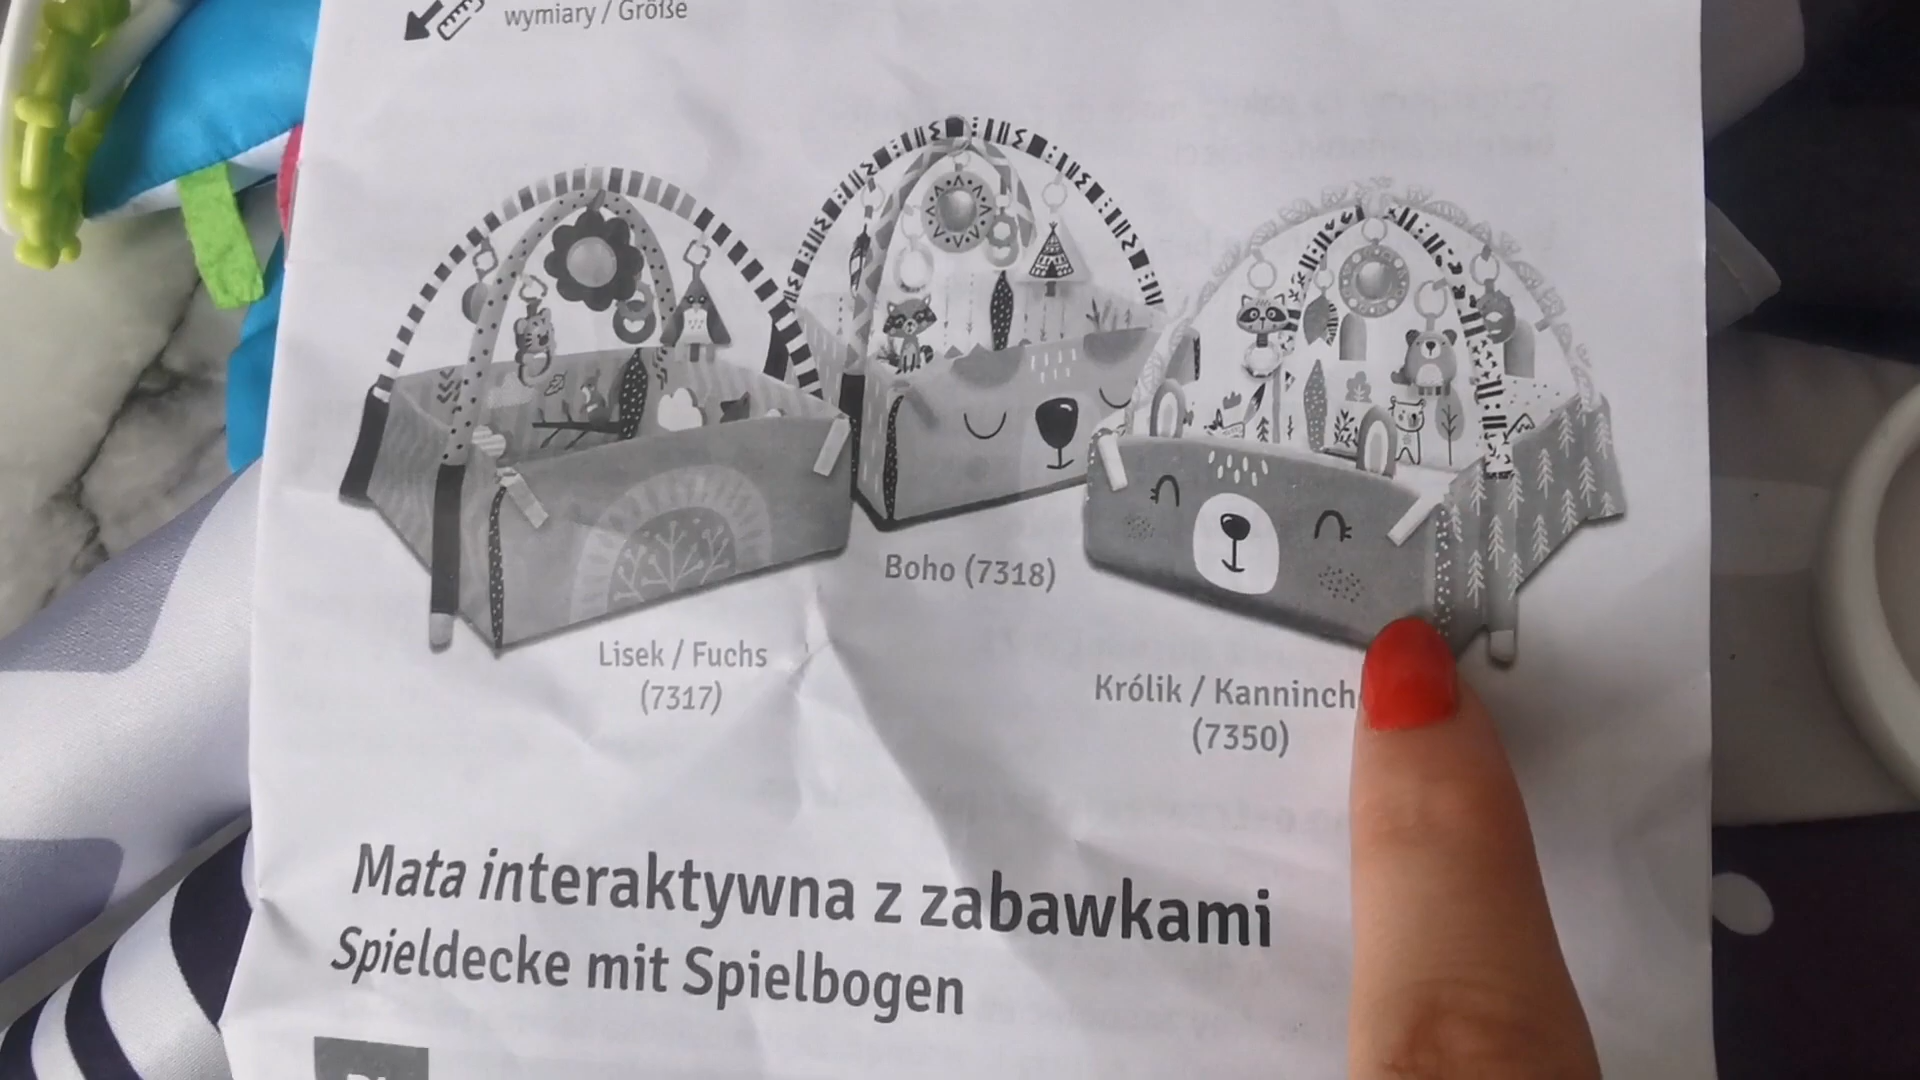 wymiary / Größe
Boho (7318)
Lisek / Fuchs
(7317)
Królik / Kanninch
(7350)
Mata interaktywna z zabawkami
Spieldecke mit Spielbogen